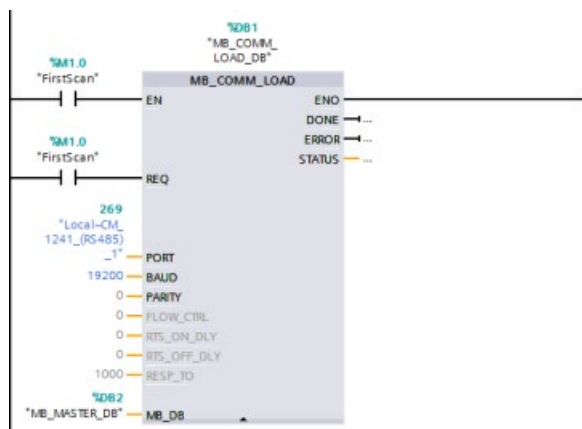 %DB1
"MB_COMM_
LOAD_DB"
%M1.0
"FirstScan"
MB_COMM_LOAD
EN
ENO
DONE
...
ERROR
...
STATUS
...
%M1.0
"FirstScan"
REQ
269
"Local~CM_
1241_(RS485)
_1"
PORT
19200
BAUD
0
PARITY
0
FLOW_CTRL
0
RTS_ON_DLY
0
RTS_OFF_DLY
1000
RESP_TO
%DB2
"MB_MASTER_DB"
MB_DB